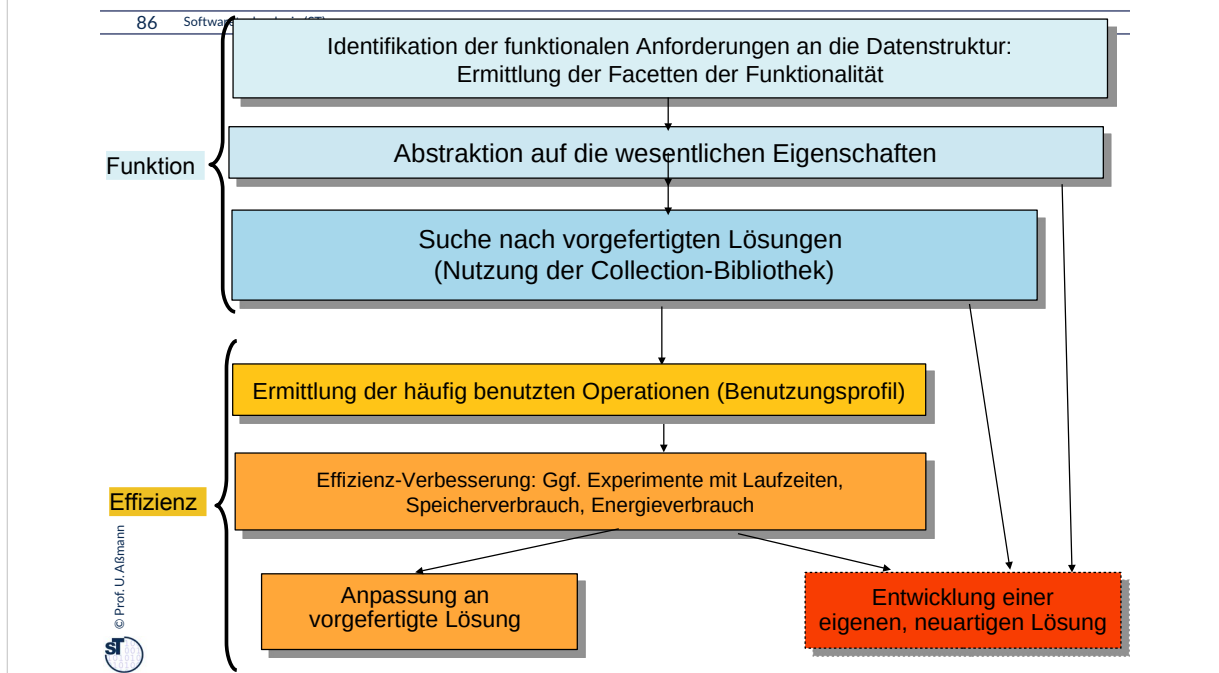 86
Identifikation der funktionalen Anforderungen an die Datenstruktur:
Ermittlung der Facetten der Funktionalität
Abstraktion auf die wesentlichen Eigenschaften
Funktion
Suche nach vorgefertigten Lösungen
(Nutzung der Collection-Bibliothek)
Ermittlung der häufig benutzten Operationen (Benutzungsprofil)
Effizienz-Verbesserung: Ggf. Experimente mit Laufzeiten,
Speicherverbrauch, Energieverbrauch
Effizienz
Anpassung an
vorgefertigte Lösung
Entwicklung einer
eigenen, neuartigen Lösung
© Prof. U. Aßmann
ST